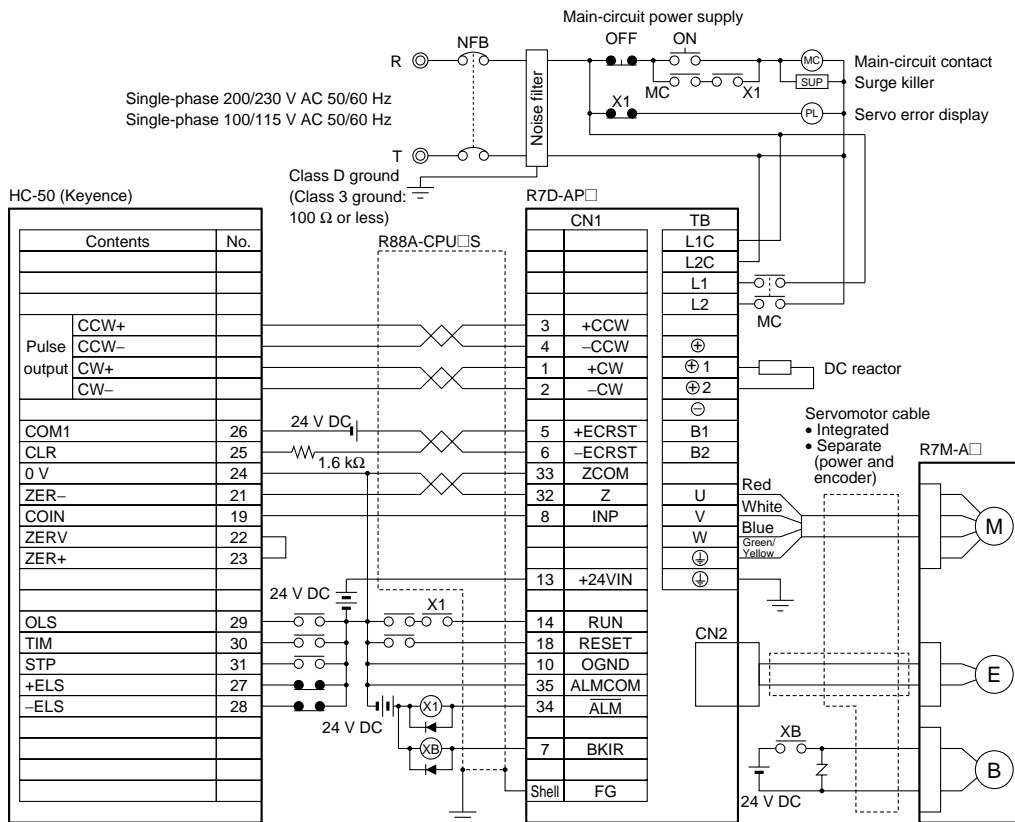 Main-circuit power supply
R
NFB
OFF
ON
MC
Main-circuit contact
SUP
Surge killer
MC
X1
X1
PL
Servo error display
Noise filter
Single-phase 200/230 V AC 50/60 Hz
Single-phase 100/115 V AC 50/60 Hz
T
Class D ground
(Class 3 ground:
100 Ω or less)
HC-50 (Keyence)
Contents No.
Pulse output
CCW+
CCW–
CW+
CW–
COM1 26
CLR 25
0 V 24
ZER– 21
COIN 19
ZERV 22
ZER+ 23
OLS 29
TIM 30
STP 31
+ELS 27
–ELS 28
R88A-CPU□S
24 V DC
1.6 kΩ
24 V DC
X1
24 V DC
X1
XB
R7D-AP□
CN1
3 +CCW
4 –CCW
1 +CW
2 –CW
5 +ECRST
6 –ECRST
33 ZCOM
32 Z
8 INP
13 +24VIN
14 RUN
18 RESET
10 OGND
35 ALMCOM
34 ALM
7 BKIR
Shell FG
TB
L1C
L2C
L1
L2
⊕
⊕ 1
⊕ 2
⊖
B1
B2
U
V
W
MC
DC reactor
Servomotor cable
• Integrated
• Separate
(power and
encoder)
Red
White
Blue
Green/
Yellow
CN2
XB
24 V DC
R7M-A□
M
E
B